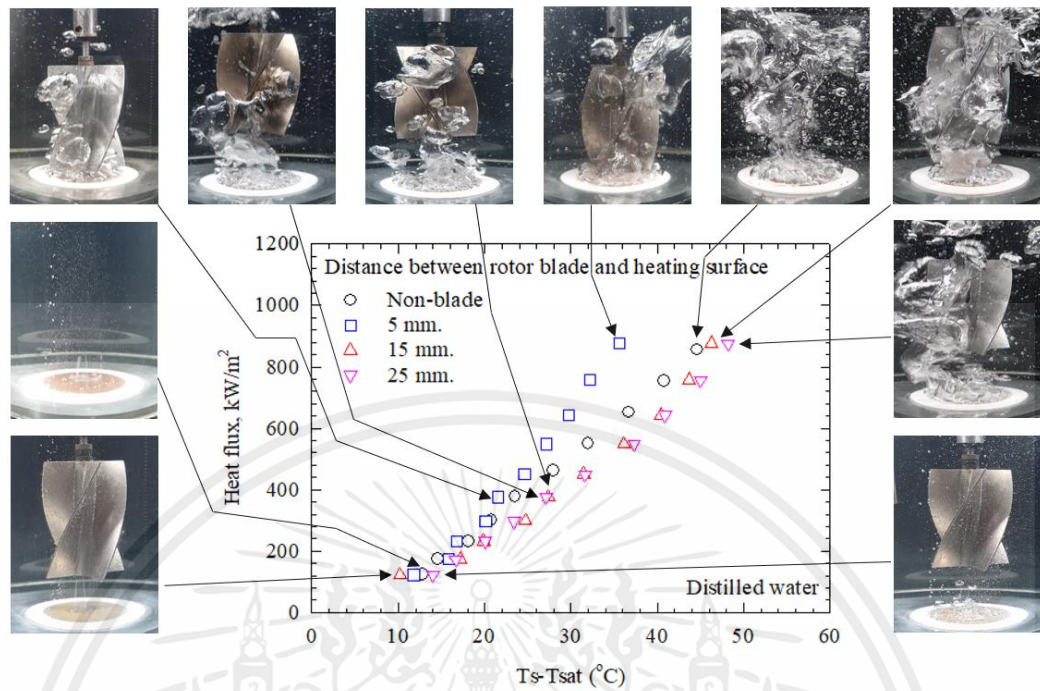 1200
Distance between rotor blade and heating surface
Non-blade
1000
5 mm.
15 mm.
800
25 mm.
Heat flux, kW/m2
600
400
200
Distilled water
0
0 10 20 30 40 50 60
Ts-Tsat (°C)